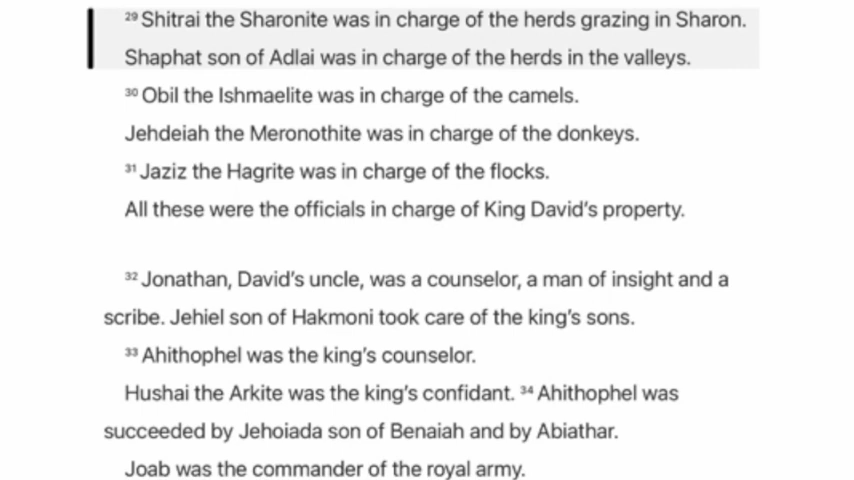 29 Shitrai the Sharonite was in charge of the herds grazing in Sharon.
Shaphat son of Adlai was in charge of the herds in the valleys.
30 Obil the Ishmaelite was in charge of the camels.
Jehdeiah the Meronothite was in charge of the donkeys.
31 Jaziz the Hagrite was in charge of the flocks.
All these were the officials in charge of King David’s property.
32 Jonathan, David’s uncle, was a counselor, a man of insight and a
scribe. Jehiel son of Hakmoni took care of the king’s sons.
33 Ahithophel was the king’s counselor.
Hushai the Arkite was the king’s confidant. 34 Ahithophel was
succeeded by Jehoiada son of Benaiah and by Abiathar.
Joab was the commander of the royal army.